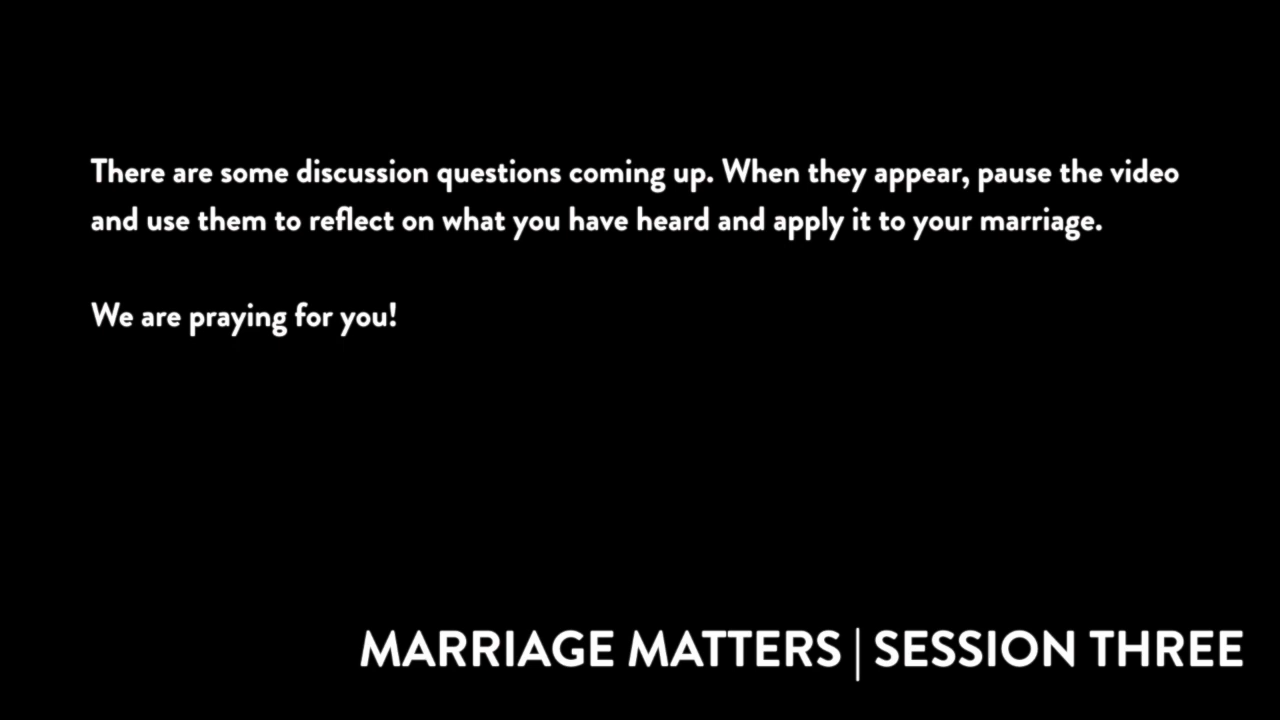 There are some discussion questions coming up. When they appear, pause the video
and use them to reflect on what you have heard and apply it to your marriage.
We are praying for you!
MARRIAGE MATTERS | SESSION THREE